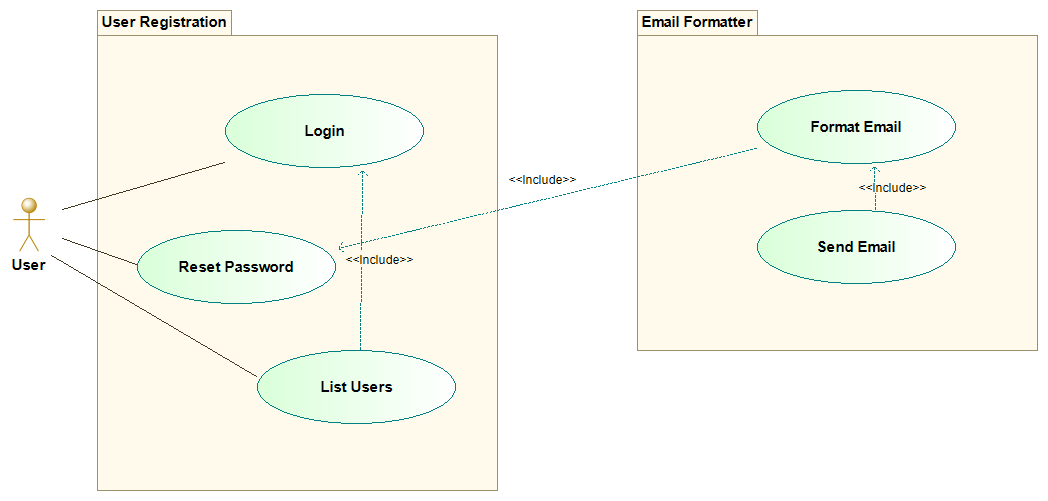 User Registration
Email Formatter
Login
Format Email
<<Include>>
<<Include>>
Send Email
User
Reset Password
<<Include>>
List Users